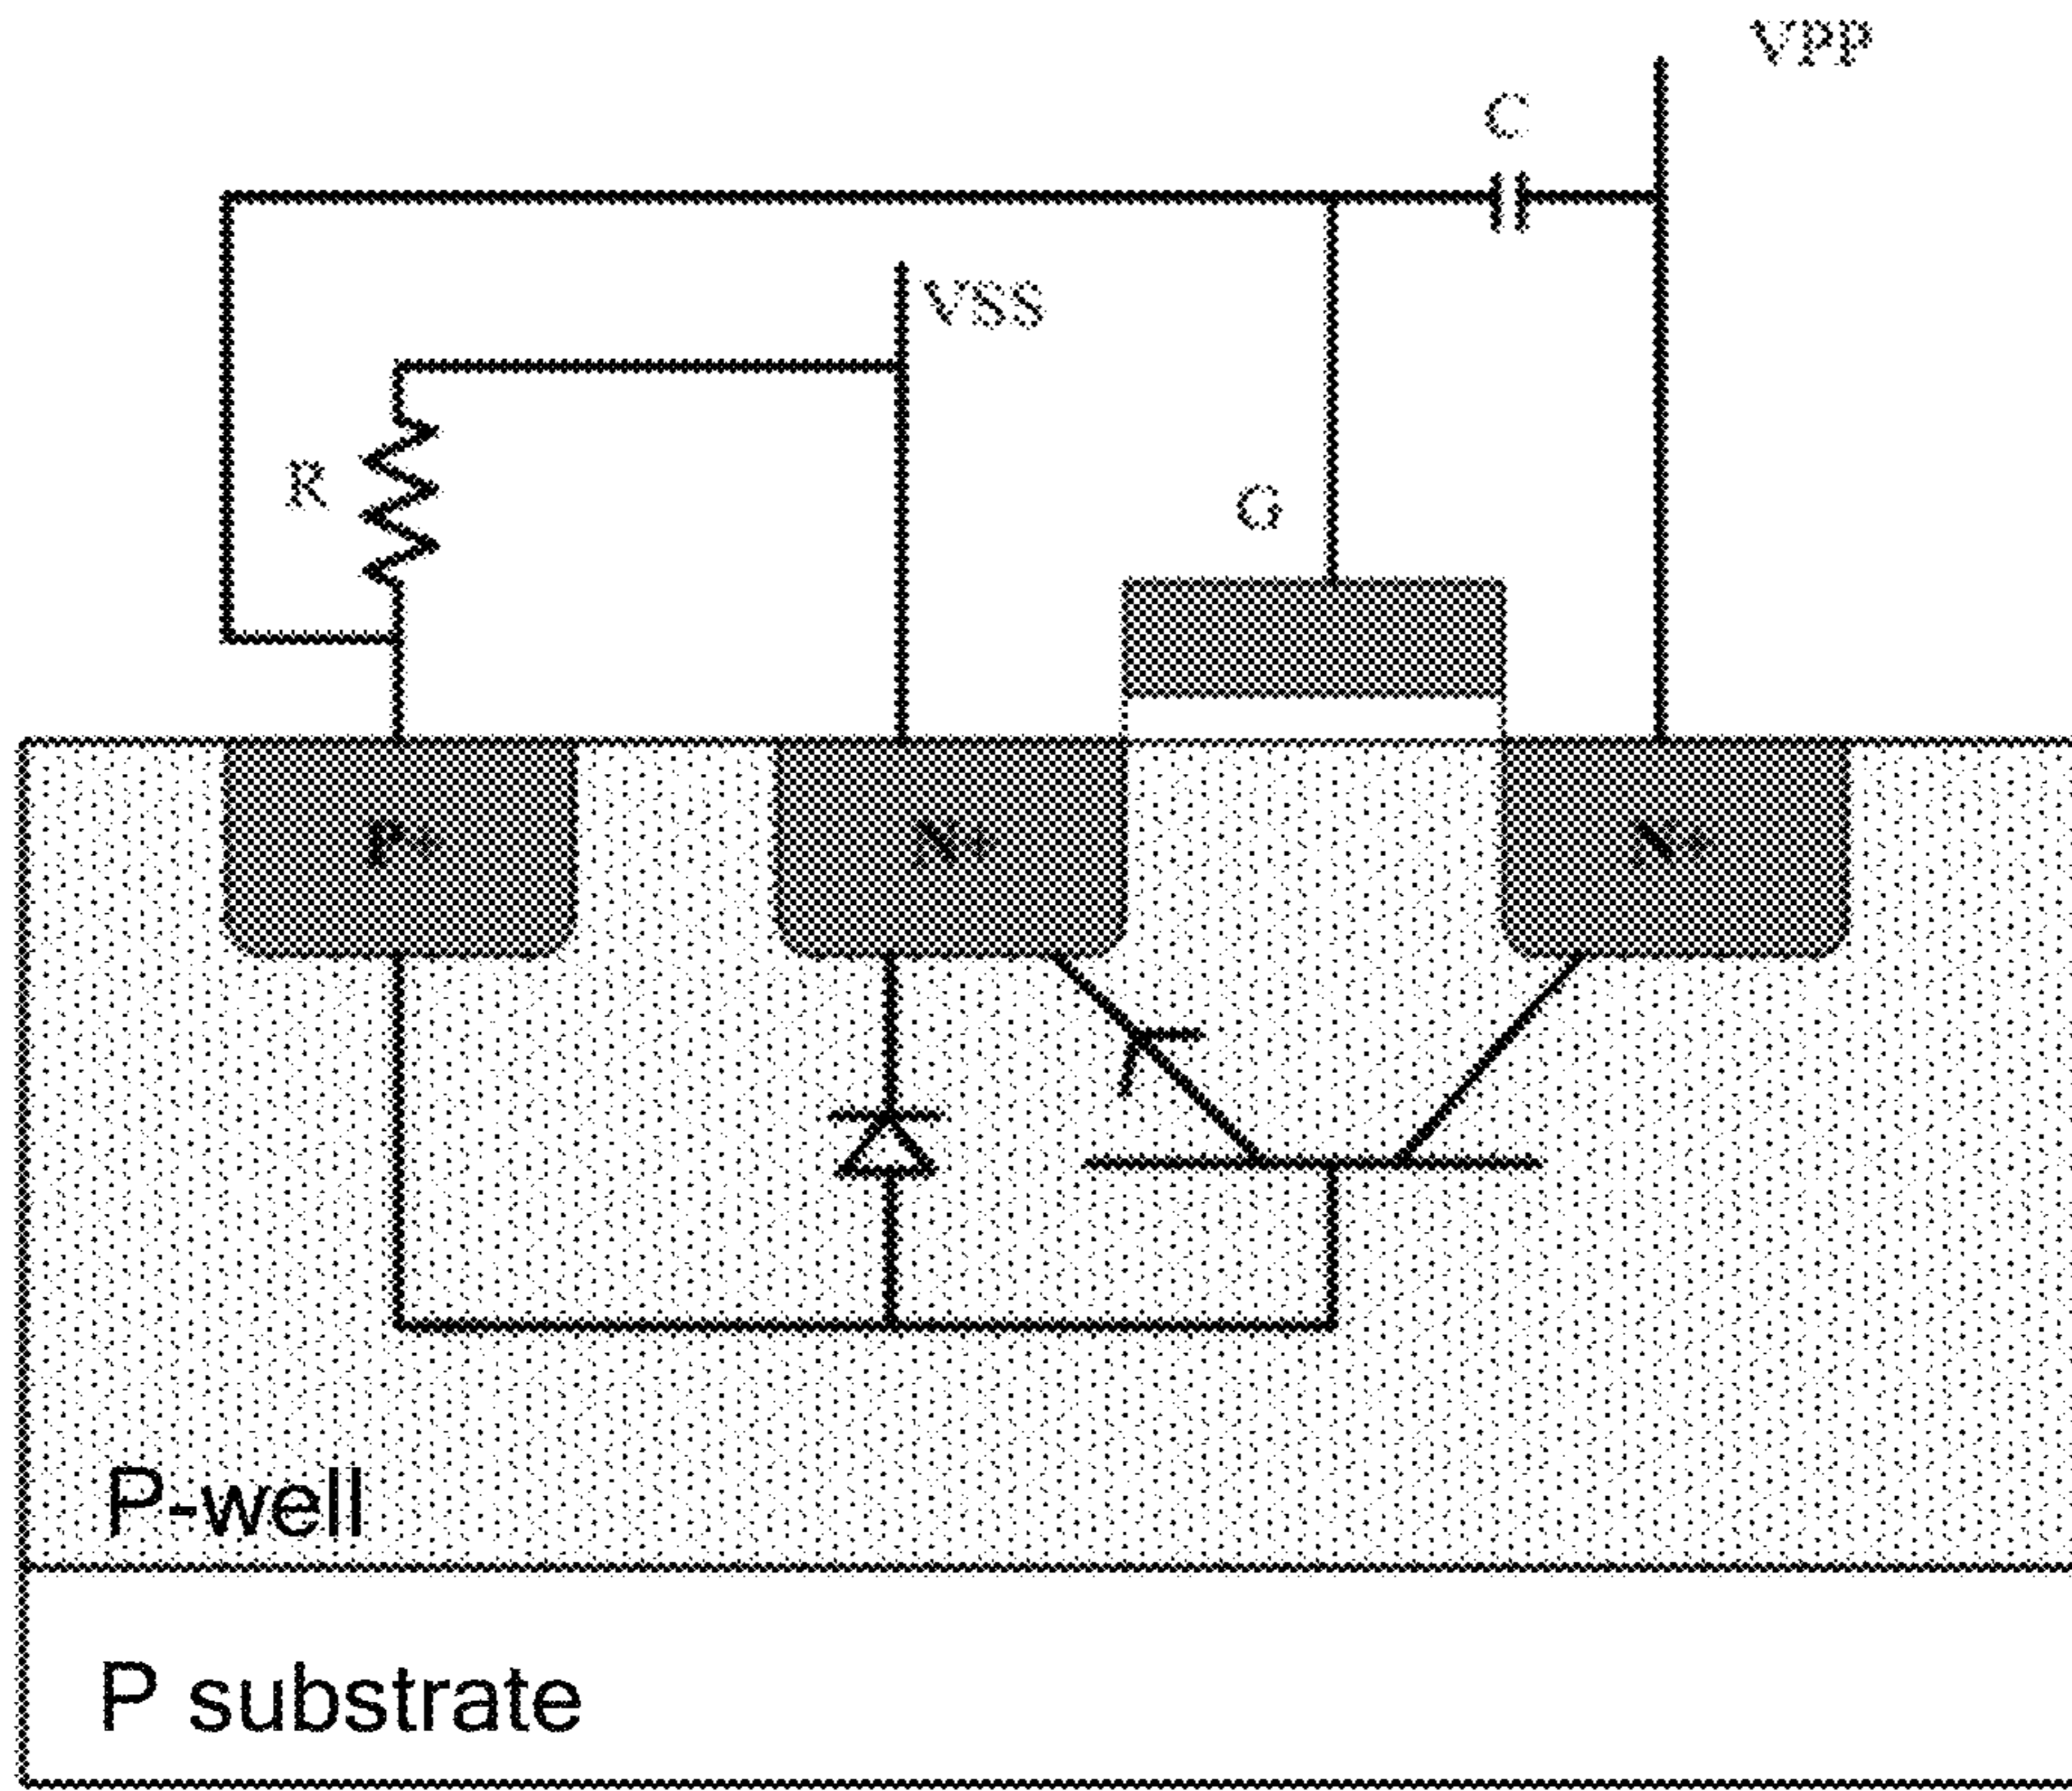 VPP
C
VSS
R
G
P+
N+
N+
P-well
P substrate